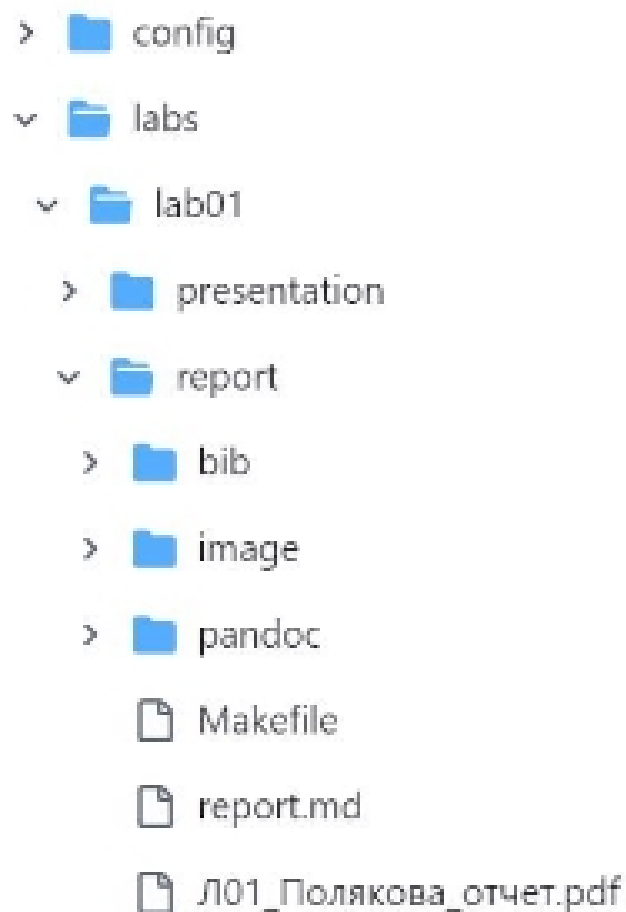 config
labs
lab01
presentation
report
bib
image
pandoc
Makefile
report.md
Л01_Полякова_отчет.pdf